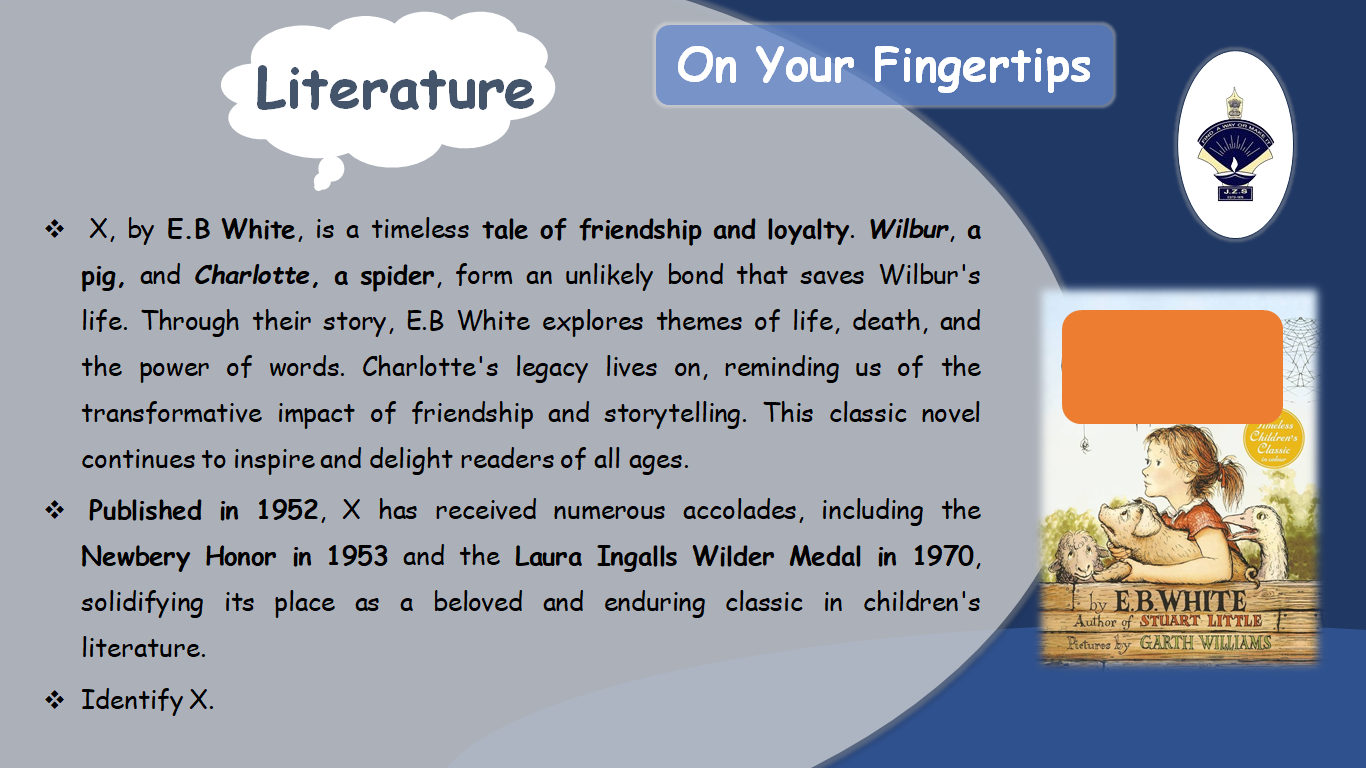 Literature
On Your Fingertips
FIND A WAY OR MAKE IT
J.Z.S
❖ X, by E.B White, is a timeless tale of friendship and loyalty. Wilbur, a
pig, and Charlotte, a spider, form an unlikely bond that saves Wilbur's
life. Through their story, E.B White explores themes of life, death, and
the power of words. Charlotte's legacy lives on, reminding us of the
transformative impact of friendship and storytelling. This classic novel
continues to inspire and delight readers of all ages.
❖ Published in 1952, X has received numerous accolades, including the
Newbery Honor in 1953 and the Laura Ingalls Wilder Medal in 1970,
solidifying its place as a beloved and enduring classic in children's
literature.
❖ Identify X.
Timeless
Children's
Classic
in colour
by E.B.WHITE
Author of STUART LITTLE
Pictures by GARTH WILLIAMS